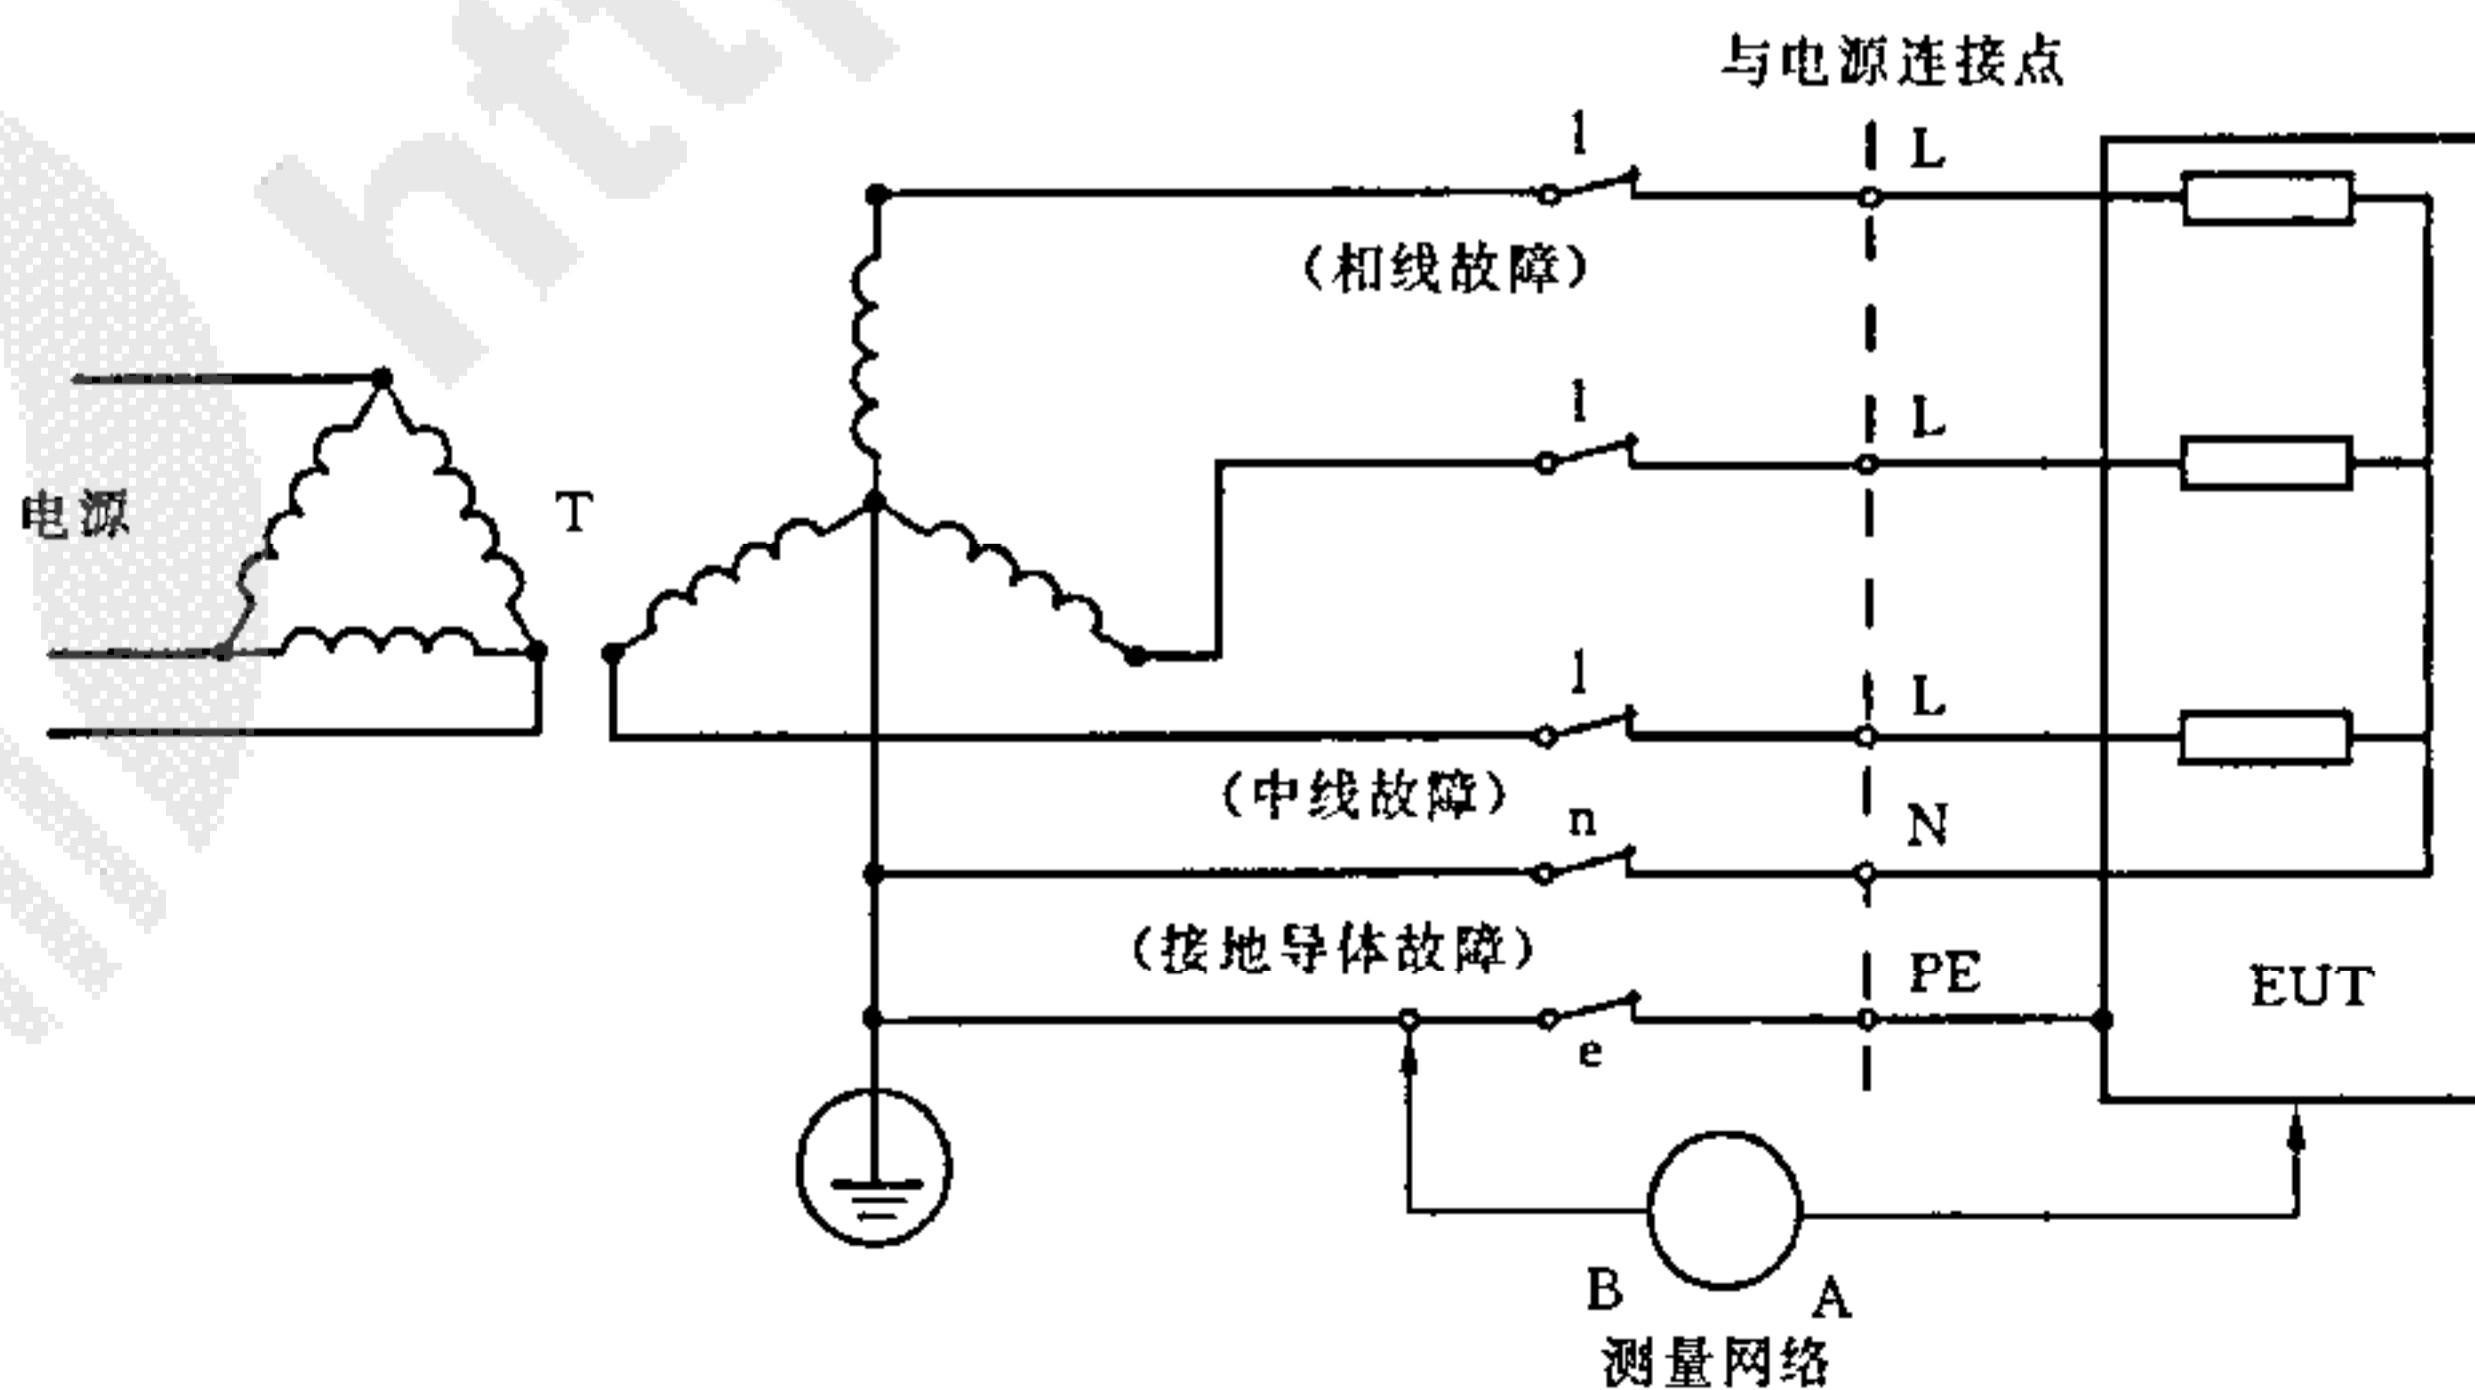 与电源连接点
l L
(相线故障)
l L
电源 T
l L
(中线故障)
n N
(接地导体故障)
PE
EUT
e
B A
测量网络